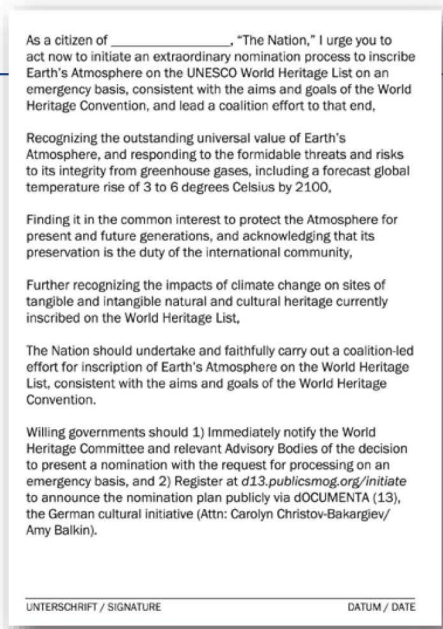 As a citizen of ____________________, “The Nation,” I urge you to
act now to initiate an extraordinary nomination process to inscribe
Earth’s Atmosphere on the UNESCO World Heritage List on an
emergency basis, consistent with the aims and goals of the World
Heritage Convention, and lead a coalition effort to that end,
Recognizing the outstanding universal value of Earth’s
Atmosphere, and responding to the formidable threats and risks
to its integrity from greenhouse gases, including a forecast global
temperature rise of 3 to 6 degrees Celsius by 2100,
Finding it in the common interest to protect the Atmosphere for
present and future generations, and acknowledging that its
preservation is the duty of the international community,
Further recognizing the impacts of climate change on sites of
tangible and intangible natural and cultural heritage currently
inscribed on the World Heritage List,
The Nation should undertake and faithfully carry out a coalition-led
effort for inscription of Earth’s Atmosphere on the World Heritage
List, consistent with the aims and goals of the World Heritage
Convention.
Willing governments should 1) Immediately notify the World
Heritage Committee and relevant Advisory Bodies of the decision
to present a nomination with the request for processing on an
emergency basis, and 2) Register at d13.publicsmog.org/initiate
to announce the nomination plan publicly via dOCUMENTA (13),
the German cultural initiative (Attn: Carolyn Christov-Bakargiev/
Amy Balkin).
UNTERSCHRIFT / SIGNATURE DATUM / DATE